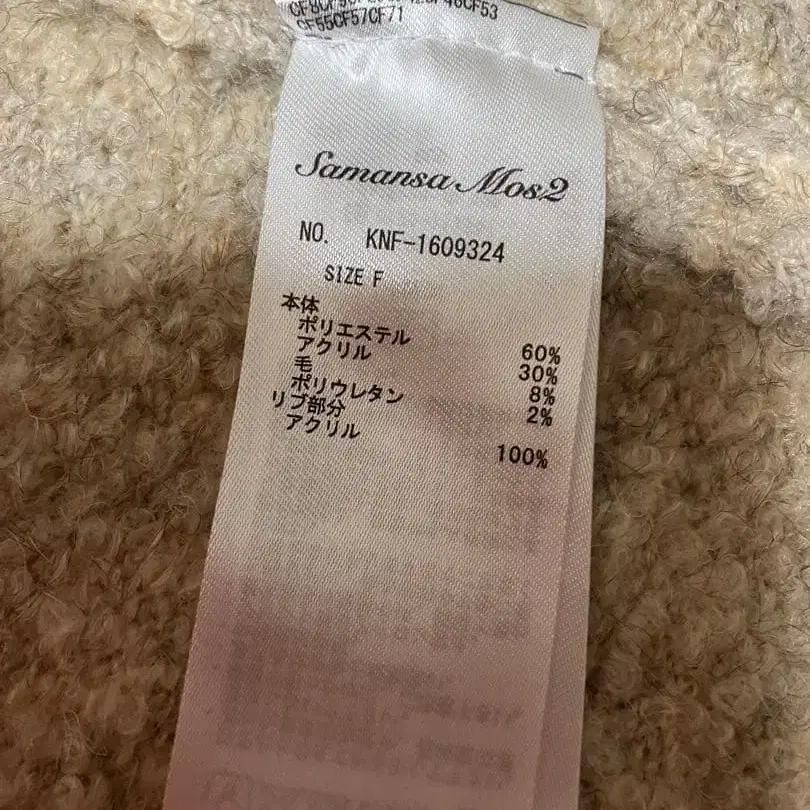 CF55CF57CF71
Samansa Mos2
NO. KNF-1609324
SIZE F
本体
ポリエステル 60%
アクリル 30%
毛 8%
ポリウレタン 2%
リブ部分
アクリル 100%